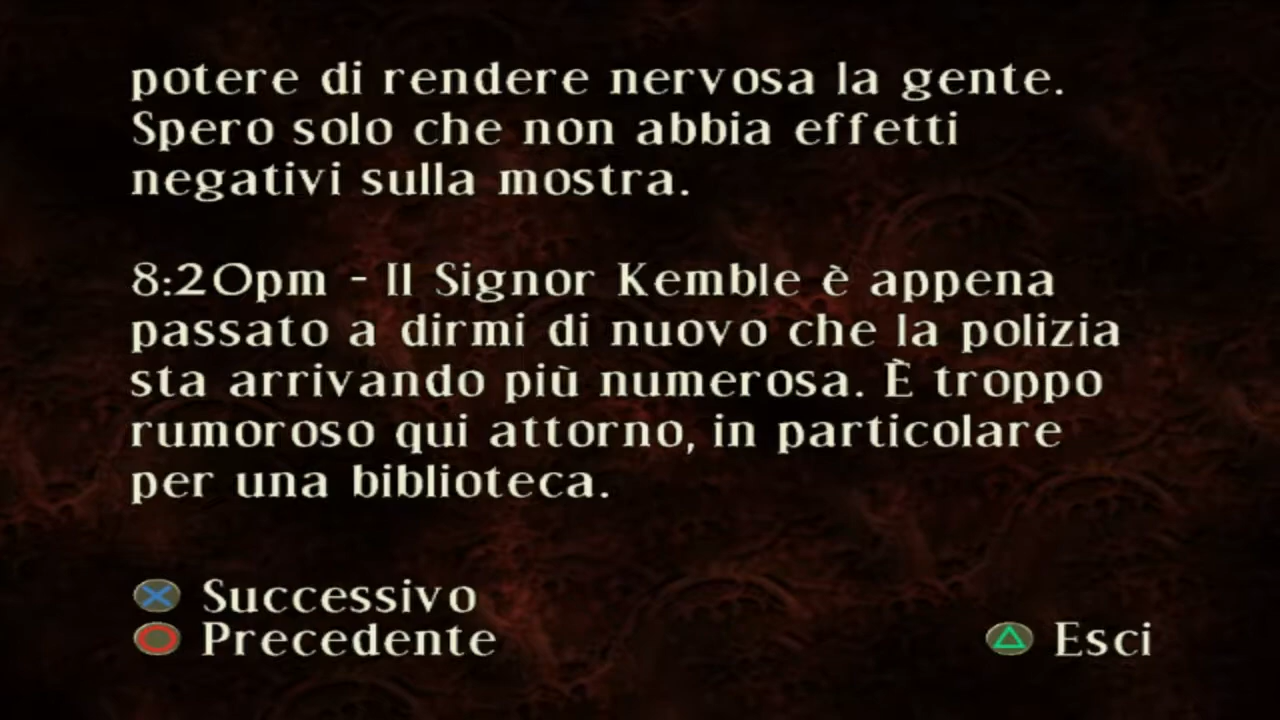 potere di rendere nervosa la gente.
Spero solo che non abbia effetti
negativi sulla mostra.
8:20pm - Il Signor Kemble è appena
passato a dirmi di nuovo che la polizia
sta arrivando più numerosa. È troppo
rumoroso qui attorno, in particolare
per una biblioteca.
Successivo
Precedente
Esci